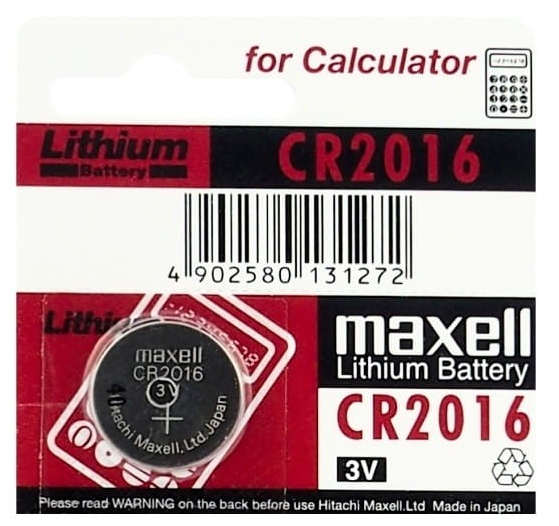 for Calculator
Lithium
Battery
CR2016
4 902580 131272
Lithiu
maxell
Lithium Battery
CR2016
3V
maxell
CR2016
3V
+
Hitachi Maxell.Ltd.Japan
Please read WARNING on the back before use Hitachi Maxell.Ltd Made in Japan